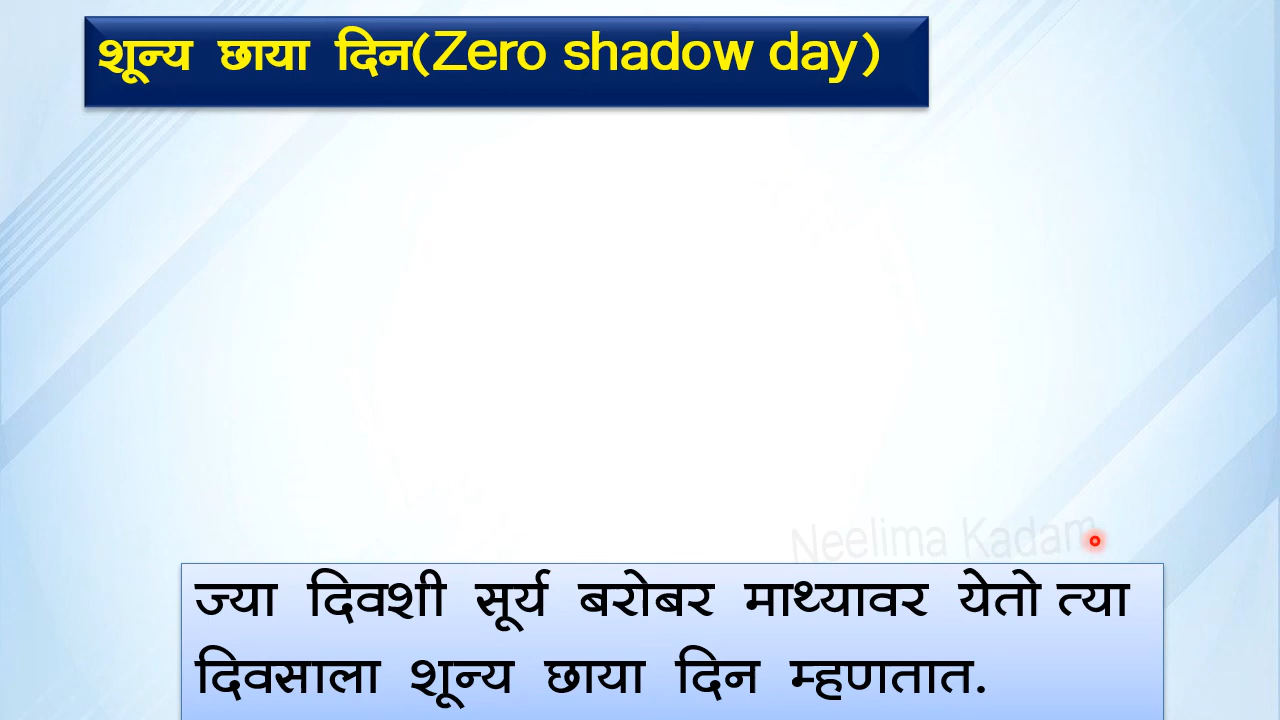 शून्य छाया दिन(Zero shadow day)
Neelima Kadam
ज्या दिवशी सूर्य बरोबर माथ्यावर येतो त्या
दिवसाला शून्य छाया दिन म्हणतात.